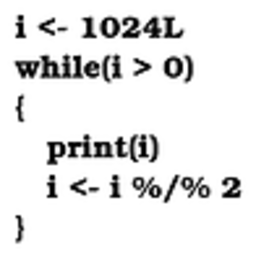 i <- 1024L
while(i > 0)
{
print(i)
i <- i %/% 2
}